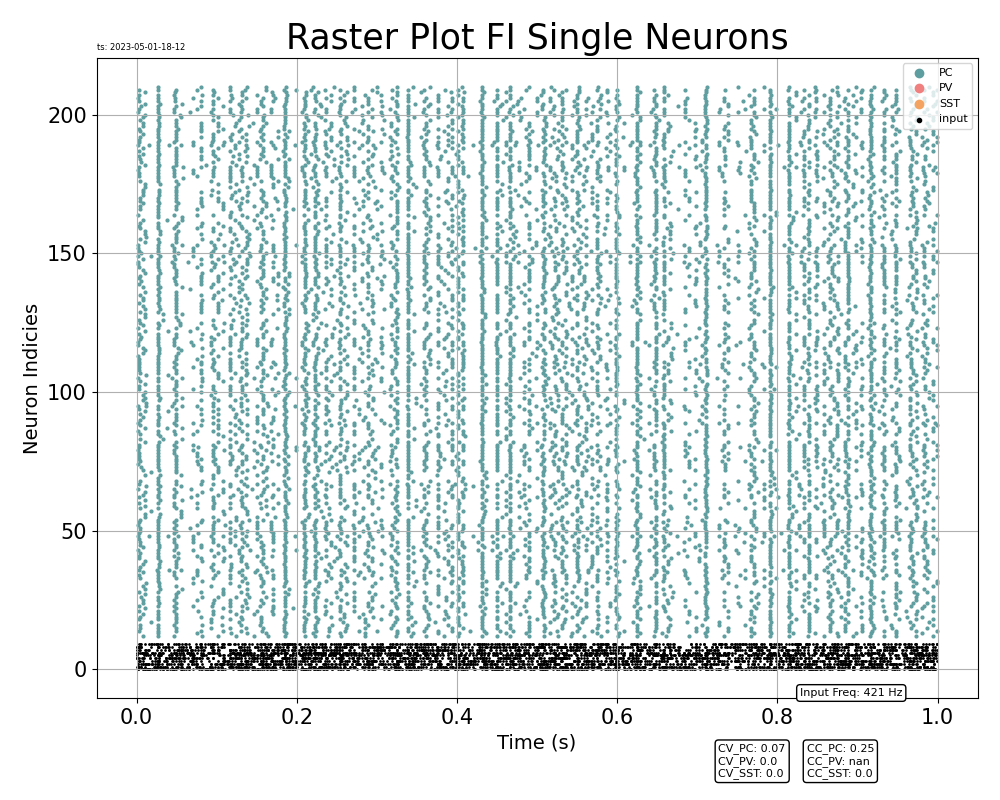 Raster Plot FI Single Neurons
ts: 2023-05-01-18-12
PC
PV
SST
input
200
150
100
50
0
Neuron Indicies
0.0 0.2 0.4 0.6 0.8 1.0
Time (s)
Input Freq: 421 Hz
CV_PC: 0.07
CV_PV: 0.0
CV_SST: 0.0
CC_PC: 0.25
CC_PV: nan
CC_SST: 0.0